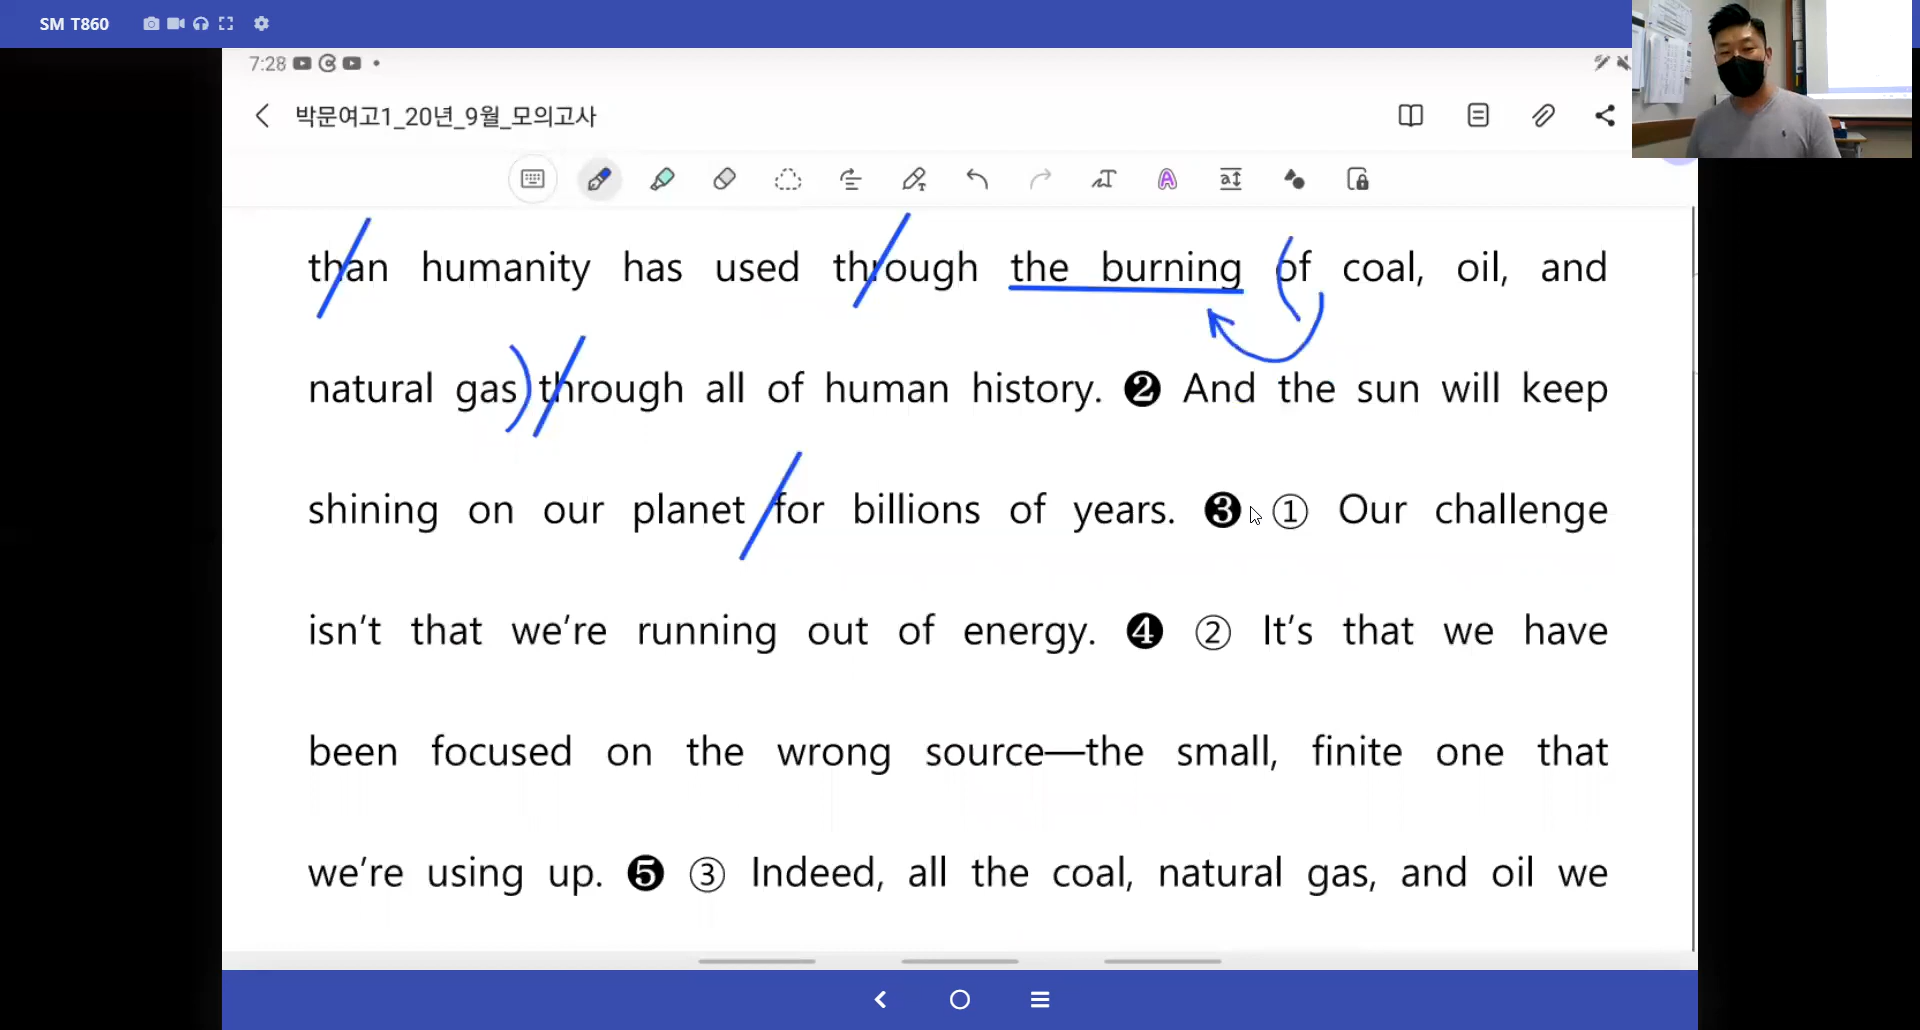 SM T860
7:28
박문여고1_20년_9월_모의고사
than humanity has used through the burning of coal, oil, and
natural gas through all of human history. ❷ And the sun will keep
shining on our planet for billions of years. ❸ ① Our challenge
isn't that we're running out of energy. ❹ ② It's that we have
been focused on the wrong source—the small, finite one that
we're using up. ❺ ③ Indeed, all the coal, natural gas, and oil we